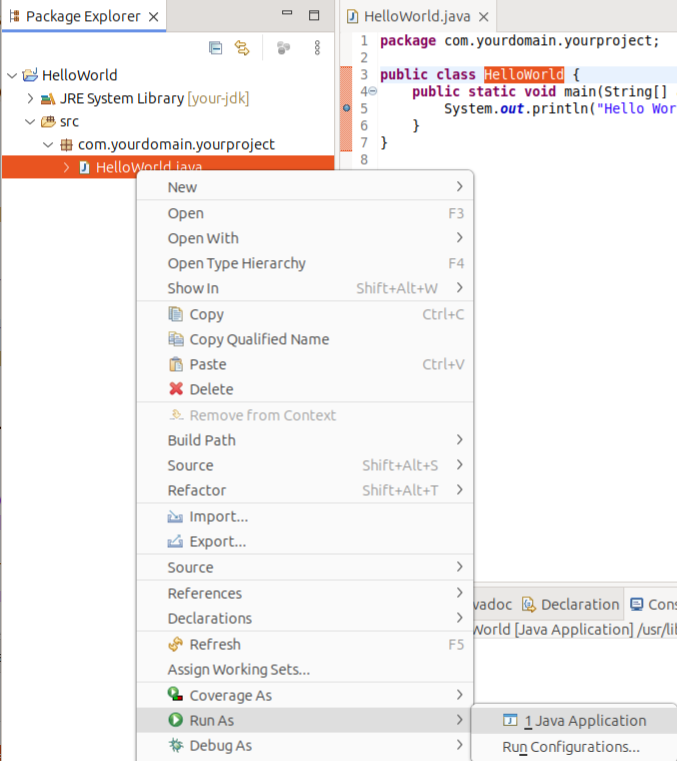 Package Explorer
HelloWorld
JRE System Library [your-jdk]
src
com.yourdomain.yourproject
HelloWorld.java
HelloWorld.java
1 package com.yourdomain.yourproject;
2
3 public class HelloWorld {
4 public static void main(String[]
5 System.out.println("Hello Wor
6 }
7 }
8
New
Open F3
Open With
Open Type Hierarchy F4
Show In Shift+Alt+W
Copy Ctrl+C
Copy Qualified Name
Paste Ctrl+V
Delete
Remove from Context
Build Path
Source Shift+Alt+S
Refactor Shift+Alt+T
Import...
Export...
Source
References
Declarations
Refresh F5
Assign Working Sets...
Coverage As
Run As
Debug As
1 Java Application
Run Configurations...
vadoc Declaration Cons
World [Java Application] /usr/lib